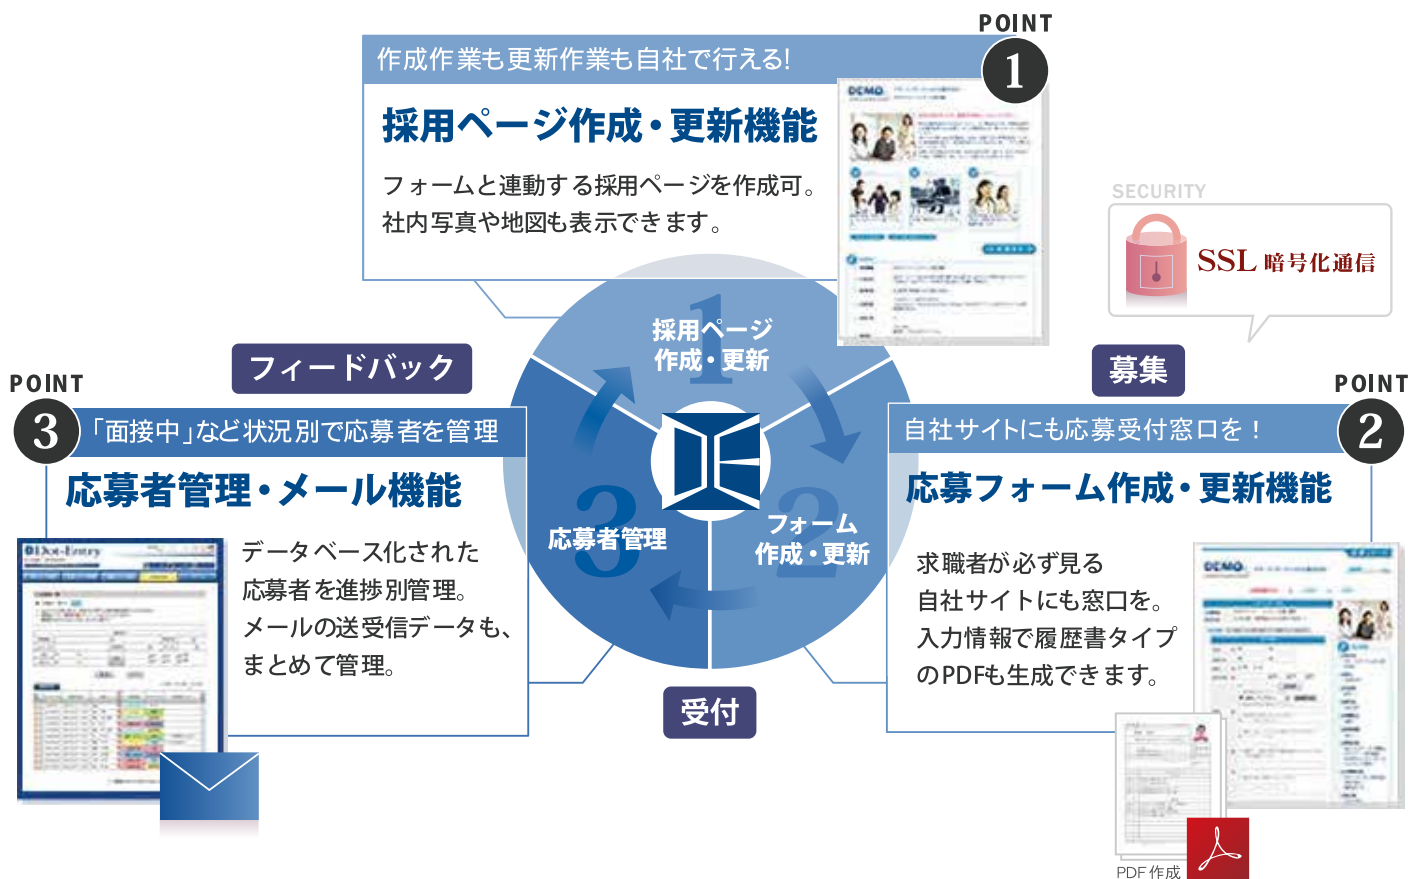 POINT
1
作成作業も更新作業も自社で行える!
採用ページ作成・更新機能
フォームと連動する採用ページを作成可。
社内写真や地図も表示できます。
DEMO
SECURITY
SSL 暗号化通信
1
採用ページ
作成・更新
フィードバック
募集
POINT
3
「面接中」など状況別で応募者を管理
応募者管理・メール機能
データベース化された
応募者を進捗別管理。
メールの送受信データも、
まとめて管理。
Dot-Entry
3
応募者管理
2
フォーム
作成・更新
受付
POINT
2
自社サイトにも応募受付窓口を！
応募フォーム作成・更新機能
求職者が必ず見る
自社サイトにも窓口を。
入力情報で履歴書タイプ
のPDFも生成できます。
DEMO
PDF 作成